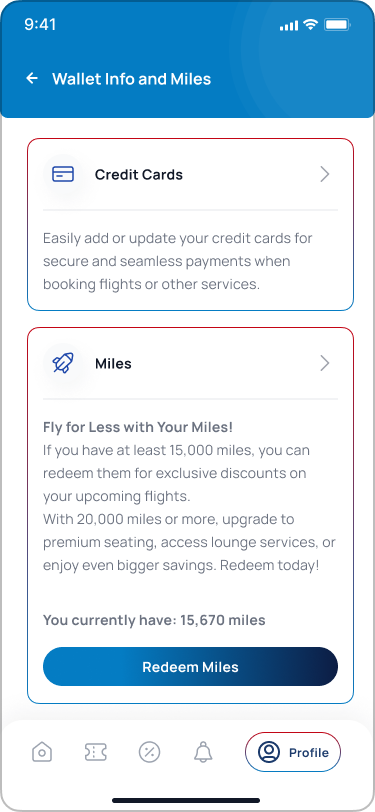 9:41
Wallet Info and Miles
Credit Cards
Easily add or update your credit cards for
secure and seamless payments when
booking flights or other services.
Miles
Fly for Less with Your Miles!
If you have at least 15,000 miles, you can
redeem them for exclusive discounts on
your upcoming flights.
With 20,000 miles or more, upgrade to
premium seating, access lounge services, or
enjoy even bigger savings. Redeem today!
You currently have: 15,670 miles
Redeem Miles
Profile